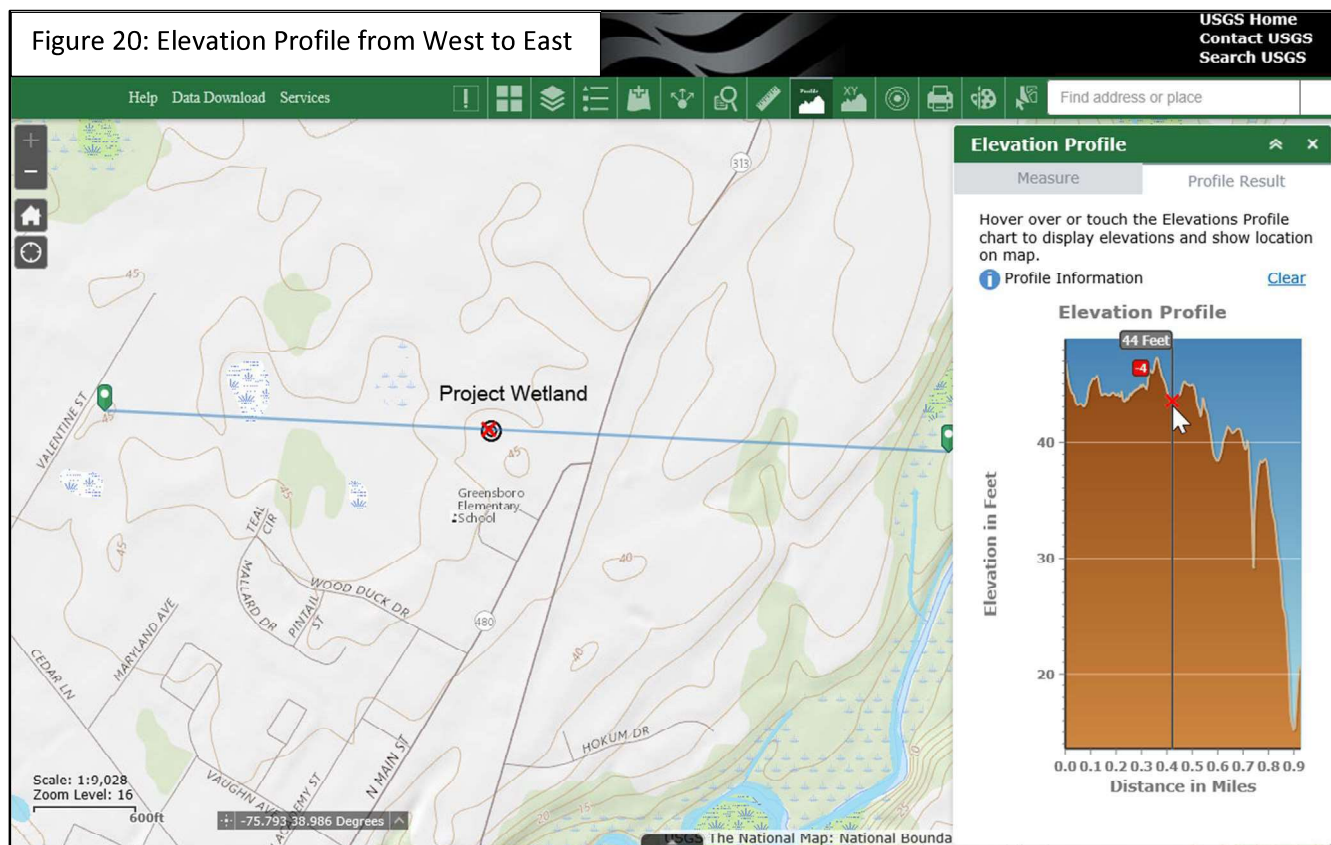 Figure 20: Elevation Profile from West to East
USGS Home
Contact USGS
Search USGS
Help Data Download Services
Profile
XY
Find address or place
+
−
313
45
VALENTINE ST
45
Project Wetland
45
45
Greensboro
Elementary
School
45
TEAL
CIR
MALLARD DR
PINTAIL
ST
WOOD DUCK DR
40
480
40
MARYLAND AVE
CEDAR LN
HOKUM DR
N MAIN ST
VAUGHN AVE
ACADEMY ST
20
15
10
Scale: 1:9,028
Zoom Level: 16
600ft
-75.793 38.986 Degrees
USGS The National Map: National Bounda
Elevation Profile
Measure
Profile Result
Hover over or touch the Elevations Profile
chart to display elevations and show location
on map.
Profile Information
Clear
Elevation Profile
44 Feet
-4
40
30
20
Elevation in Feet
0.0 0.1 0.2 0.3 0.4 0.5 0.6 0.7 0.8 0.9
Distance in Miles